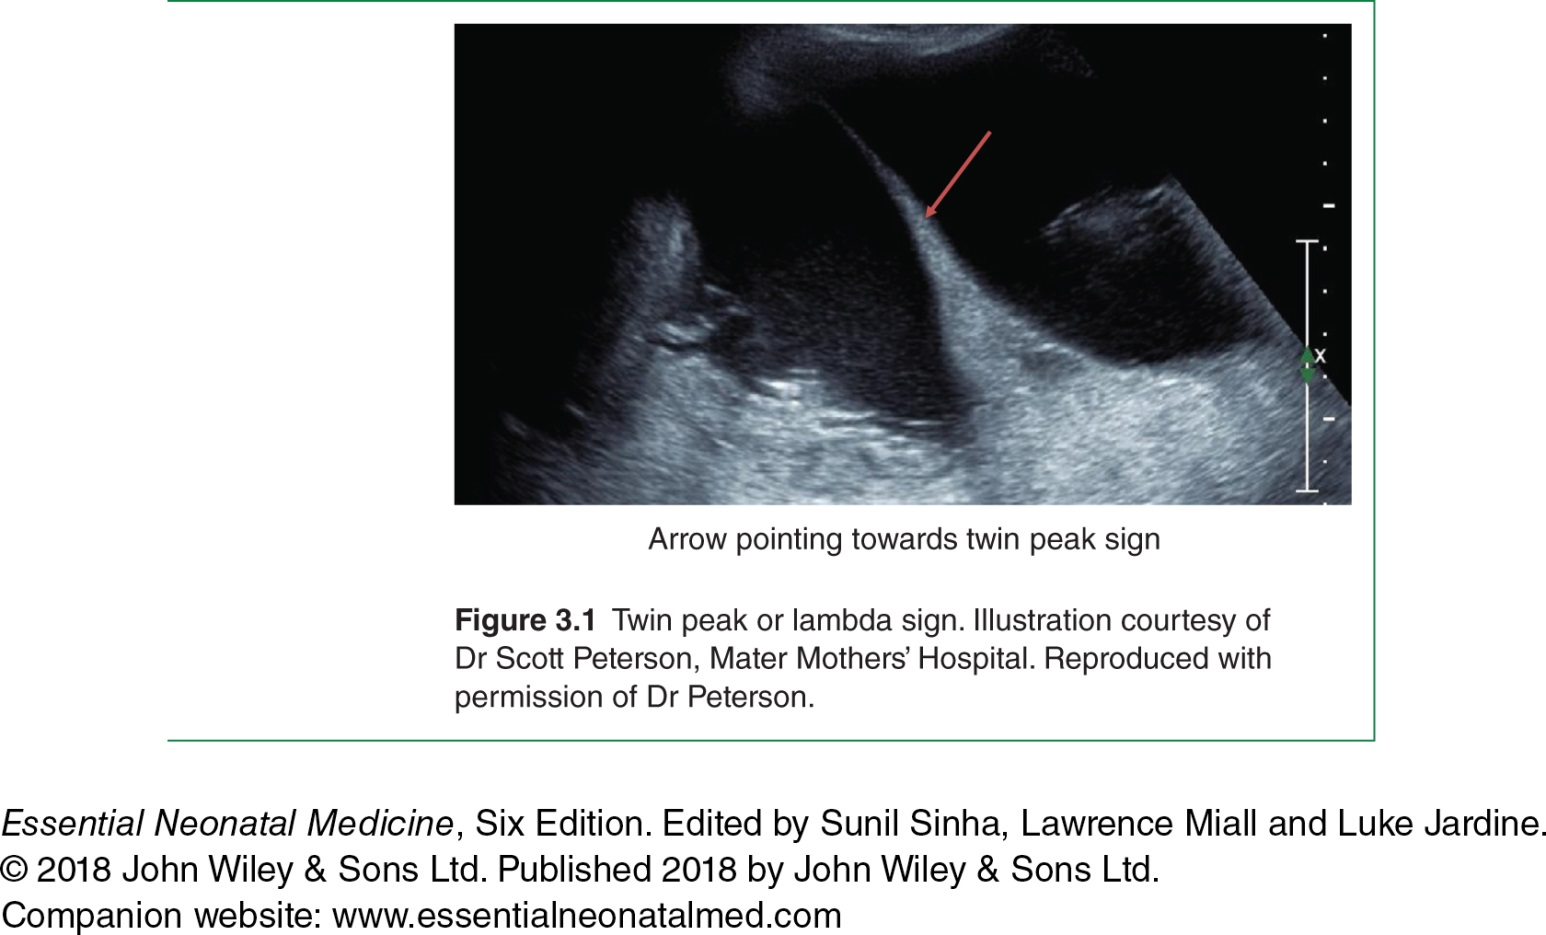 x
Arrow pointing towards twin peak sign
Figure 3.1 Twin peak or lambda sign. Illustration courtesy of
Dr Scott Peterson, Mater Mothers’ Hospital. Reproduced with
permission of Dr Peterson.
Essential Neonatal Medicine, Six Edition. Edited by Sunil Sinha, Lawrence Miall and Luke Jardine.
© 2018 John Wiley & Sons Ltd. Published 2018 by John Wiley & Sons Ltd.
Companion website: www.essentialneonatalmed.com